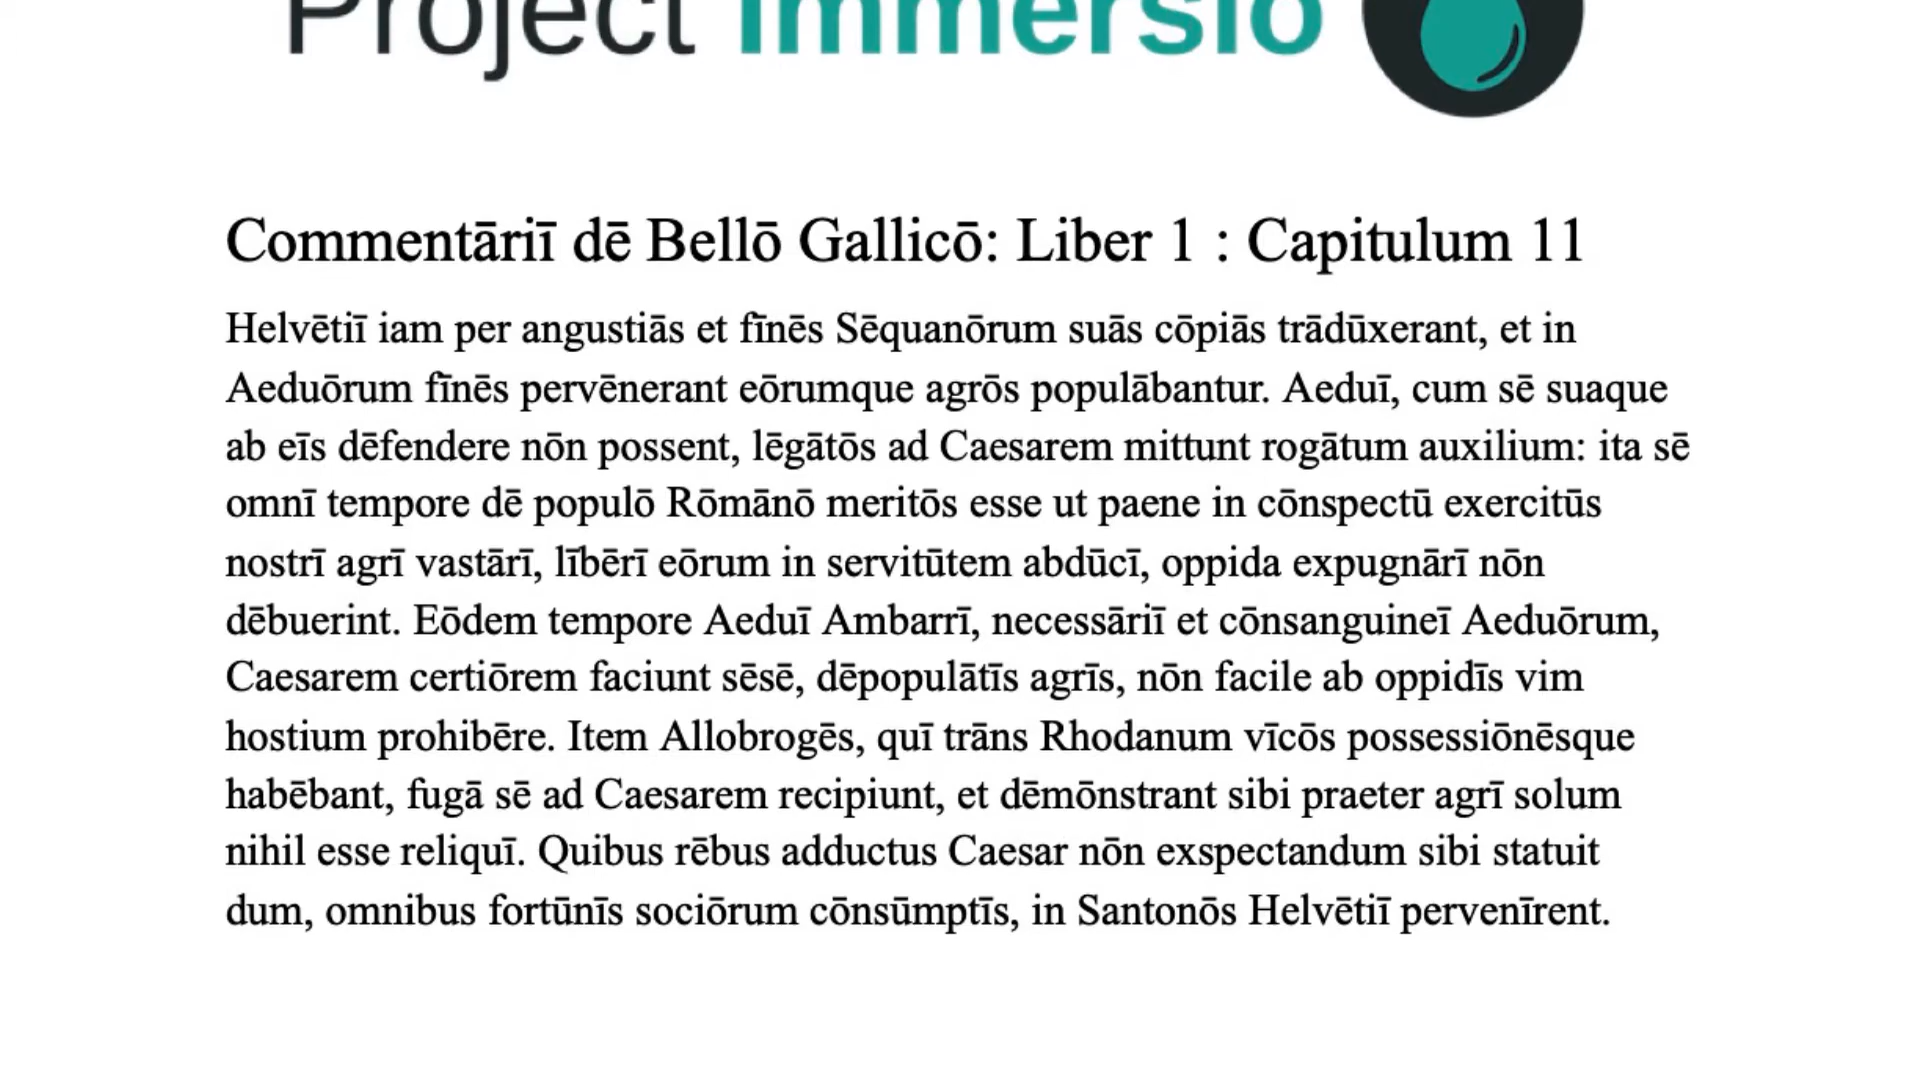 Project Immersio
Commentāriī dē Bellō Gallicō: Liber 1 : Capitulum 11
Helvētiī iam per angustiās et fīnēs Sēquanōrum suās cōpiās trādūxerant, et in
Aeduōrum fīnēs pervēnerant eōrumque agrōs populābantur. Aeduī, cum sē suaque
ab eīs dēfendere nōn possent, lēgātōs ad Caesarem mittunt rogātum auxilium: ita sē
omnī tempore dē populō Rōmānō meritōs esse ut paene in cōnspectū exercitūs
nostrī agrī vastārī, lībērī eōrum in servitūtem abdūcī, oppida expugnārī nōn
dēbuerint. Eōdem tempore Aeduī Ambarrī, necessāriī et cōnsanguineī Aeduōrum,
Caesarem certiōrem faciunt sēsē, dēpopulātīs agrīs, nōn facile ab oppidīs vim
hostium prohibēre. Item Allobrogēs, quī trāns Rhodanum vīcōs possessiōnēsque
habēbant, fugā sē ad Caesarem recipiunt, et dēmōnstrant sibi praeter agrī solum
nihil esse reliquī. Quibus rēbus adductus Caesar nōn exspectandum sibi statuit
dum, omnibus fortūnīs sociōrum cōnsūmptīs, in Santonōs Helvētiī pervenīrent.